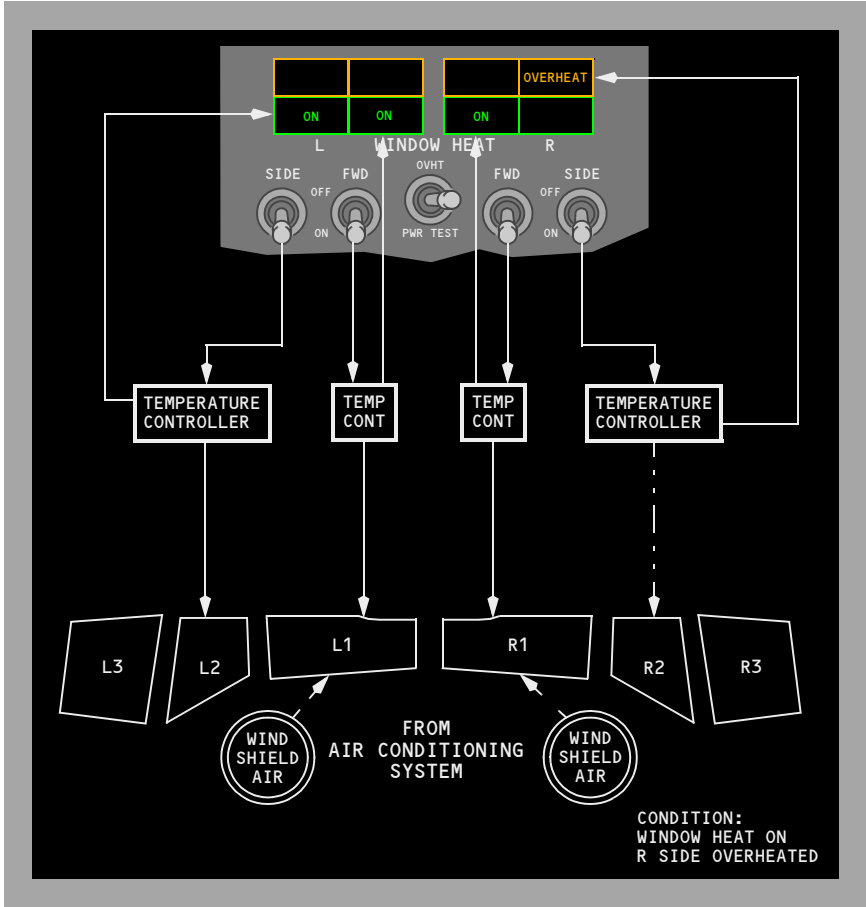 OVERHEAT
ON
ON
ON
L
WINDOW HEAT
R
SIDE
FWD
OVHT
FWD
SIDE
OFF
OFF
ON
PWR TEST
ON
TEMPERATURE
CONTROLLER
TEMP
CONT
TEMP
CONT
TEMPERATURE
CONTROLLER
L3
L2
L1
R1
R2
R3
WIND
SHIELD
AIR
FROM
AIR CONDITIONING
SYSTEM
WIND
SHIELD
AIR
CONDITION:
WINDOW HEAT ON
R SIDE OVERHEATED